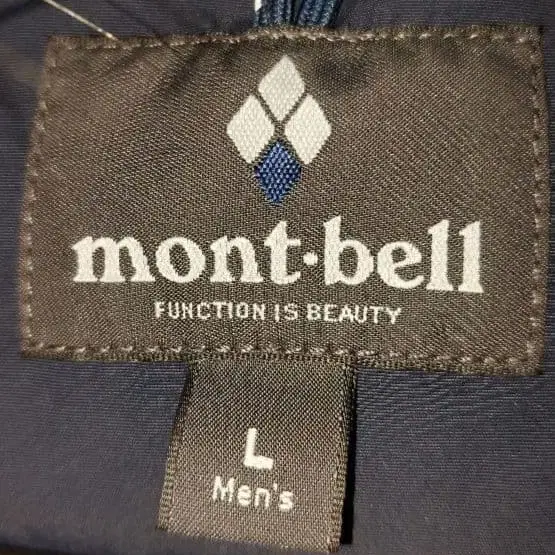 mont·bell
FUNCTION IS BEAUTY
L
Men's